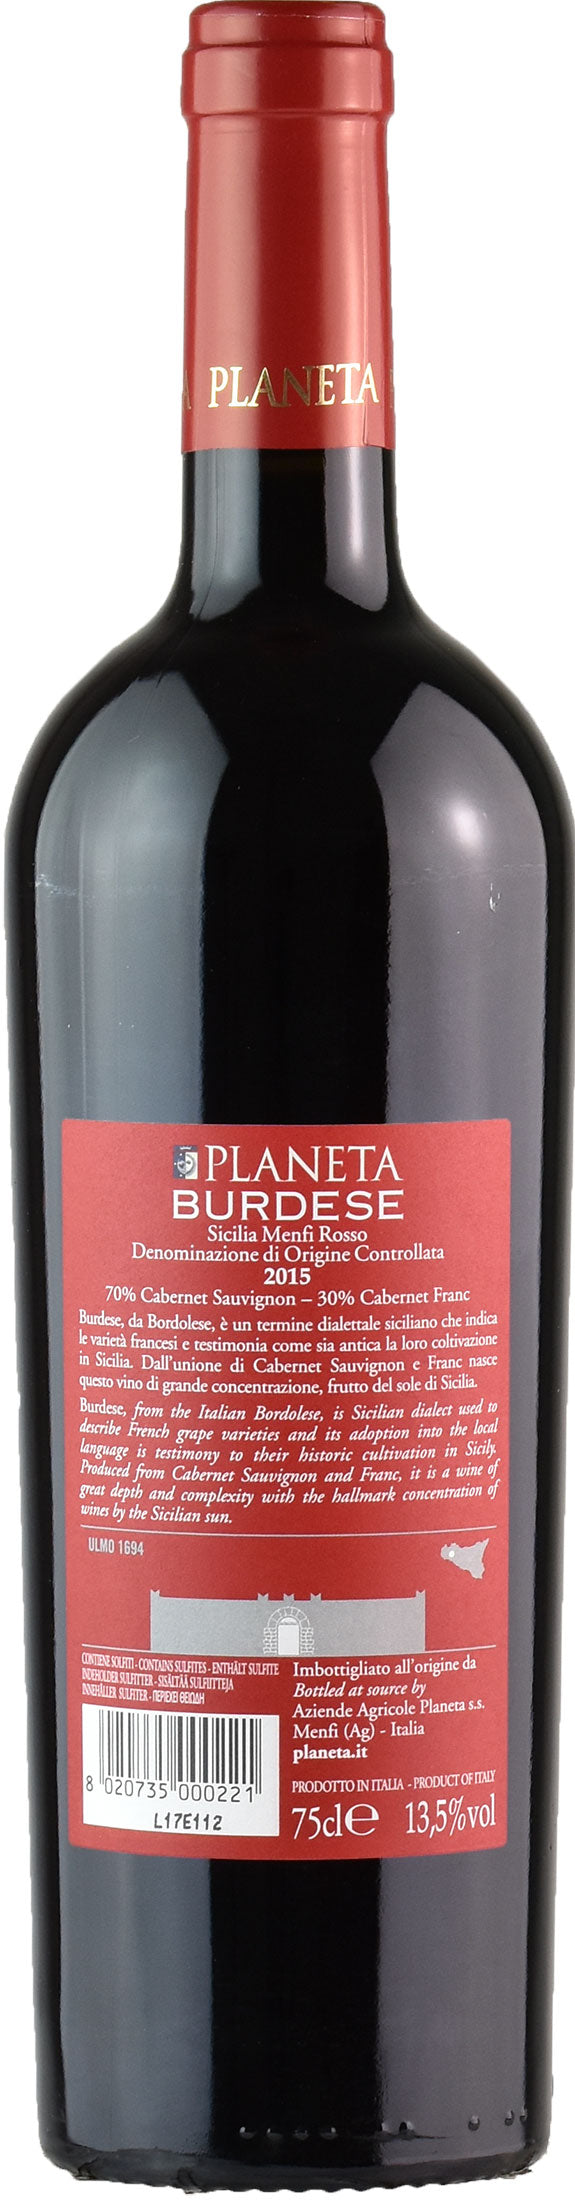 PLANETA
PLANETA
BURDESE
Sicilia Menfi Rosso
Denominazione di Origine Controllata
2015
70% Cabernet Sauvignon – 30% Cabernet Franc
Burdese, da Bordolese, è un termine dialettale siciliano che indica
le varietà francesi e testimonia come sia antica la loro coltivazione
in Sicilia. Dall'unione di Cabernet Sauvignon e Franc nasce
questo vino di grande concentrazione, frutto del sole di Sicilia.
Burdese, from the Italian Bordolese, is Sicilian dialect used to
describe French grape varieties and its adoption into the local
language is testimony to their historic cultivation in Sicily.
Produced from Cabernet Sauvignon and Franc, it is a wine of
great depth and complexity with the hallmark concentration of
wines by the Sicilian sun.
ULMO 1694
CONTIENE SOLFITI - CONTAINS SULFITES - ENTHÄLT SULFITE
INDEHOLDER SULFITTER - SISÄLTÄÄ SULFIITTEJA
INNEHÅLLER SULFITER - ΠΕΡΙΕΧΕΙ ΘΕΙΩΔΗ
8 020735 000221
L17E112
Imbottigliato all'origine da
Bottled at source by
Aziende Agricole Planeta s.s.
Menfi (Ag) - Italia
planeta.it
PRODOTTO IN ITALIA - PRODUCT OF ITALY
75cl e 13,5%vol